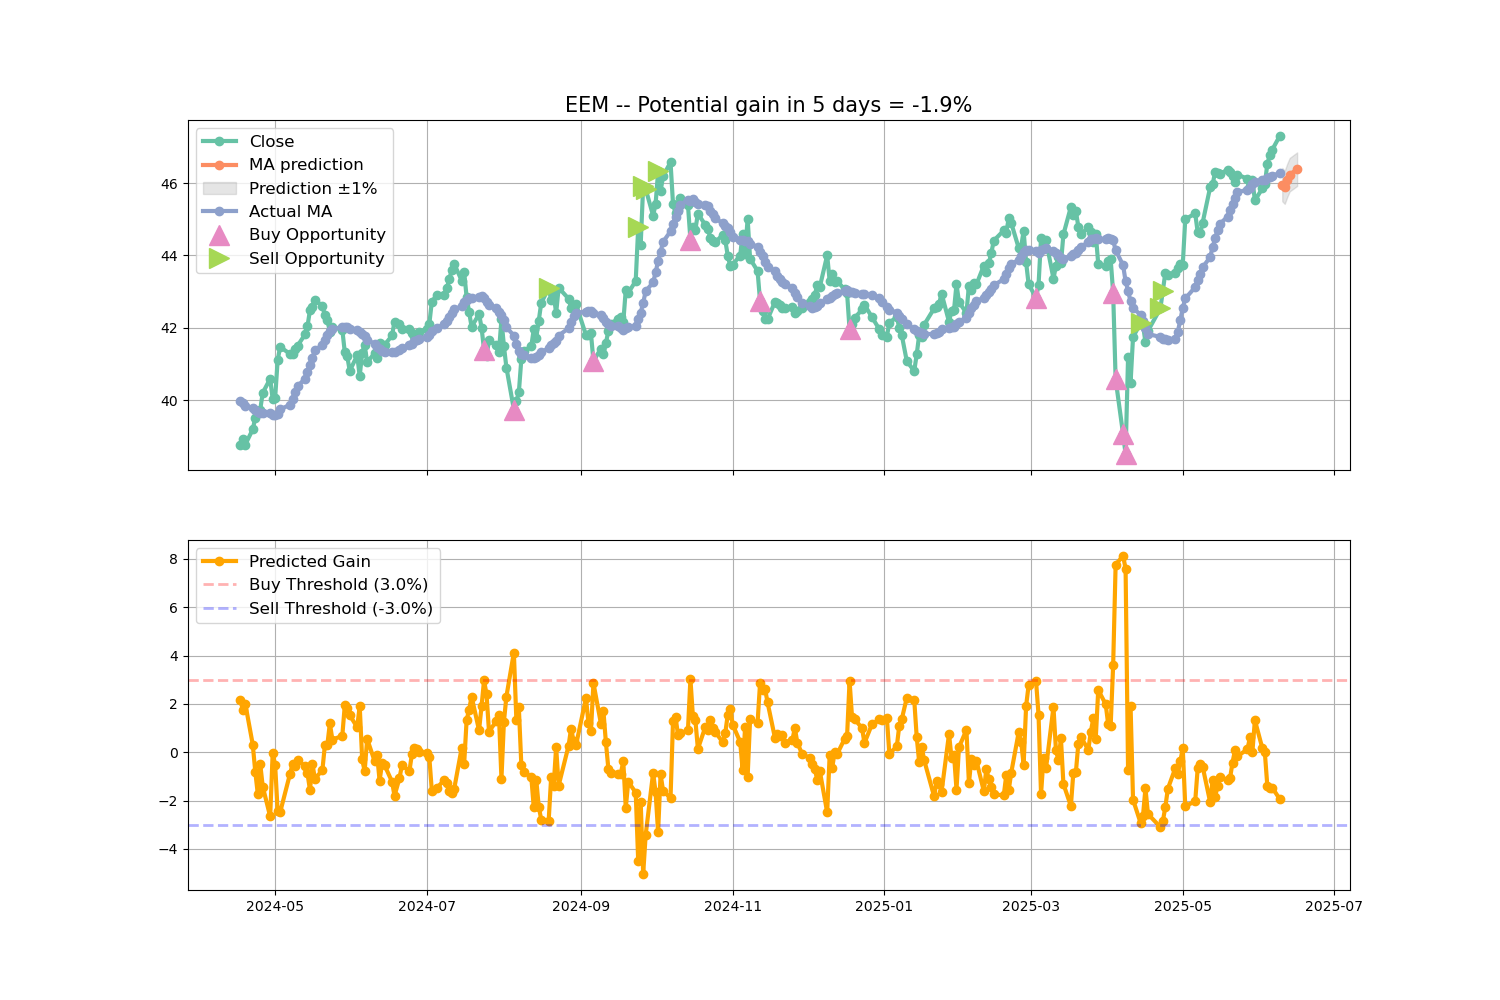 EEM -- Potential gain in 5 days = -1.9%
Close
MA prediction
Prediction ±1%
Actual MA
Buy Opportunity
Sell Opportunity
46
44
42
40
Predicted Gain
Buy Threshold (3.0%)
Sell Threshold (-3.0%)
8
6
4
2
0
−2
−4
2024-05 2024-07 2024-09 2024-11 2025-01 2025-03 2025-05 2025-07